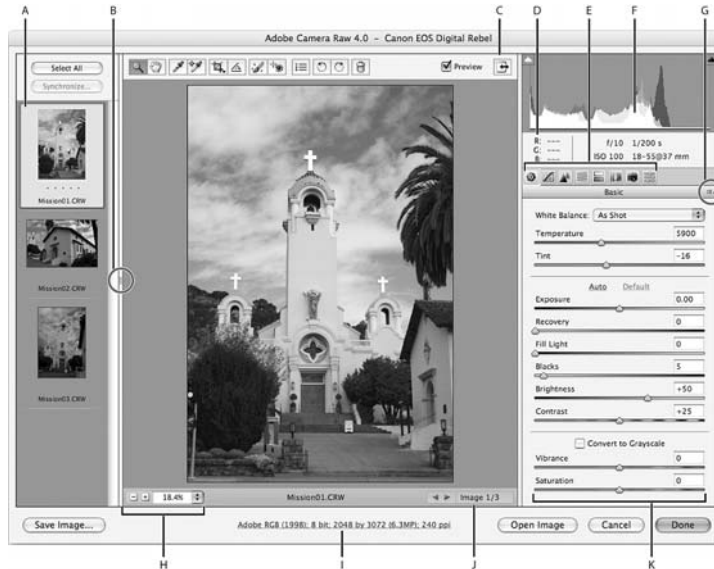 A B C D E F G
Adobe Camera Raw 4.0 – Canon EOS Digital Rebel
Select All
Synchronize...
Preview
R: ---
G: ---
B: ---
f/10 1/200 s
ISO 100 18-55@37 mm
Basic
Mission01.CRW
White Balance: As Shot
Temperature 5900
Tint -16
Mission02.CRW
Auto Default
Exposure 0.00
Recovery 0
Fill Light 0
Blacks 5
Brightness +50
Contrast +25
Mission03.CRW
Convert to Grayscale
Vibrance 0
Saturation 0
18.4% Mission01.CRW Image 1/3
Save Image... Adobe RGB (1998); 8 bit; 2048 by 3072 (6.3MP); 240 ppi Open Image Cancel Done
H I J K